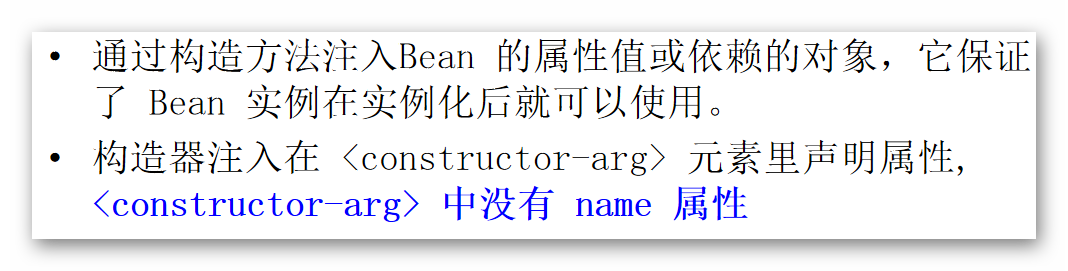 • 通过构造方法注入Bean 的属性值或依赖的对象，它保证
了 Bean 实例在实例化后就可以使用。
• 构造器注入在 <constructor-arg> 元素里声明属性,
<constructor-arg> 中没有 name 属性